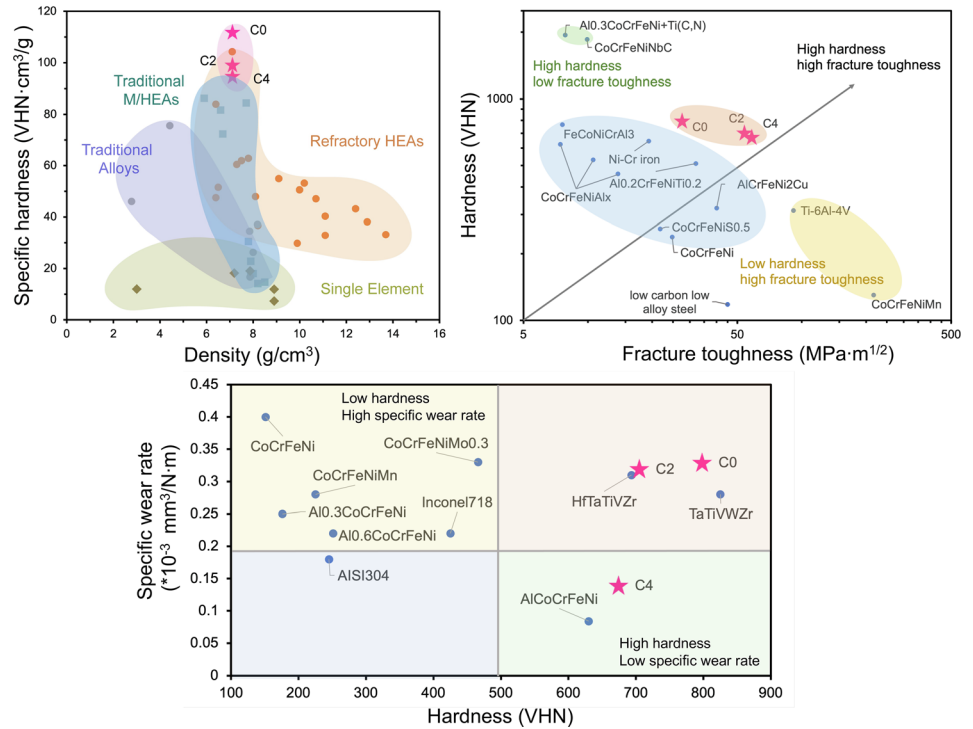 Specific hardness (VHN·cm³/g)
120
100
80
60
40
20
0
0
2
4
6
8
10
12
14
16
Density (g/cm³)
C0
C2
C4
Traditional
M/HEAs
Traditional
Alloys
Refractory HEAs
Single Element
Hardness (VHN)
1000
100
5
50
500
Fracture toughness (MPa·m^1/2)
Al0.3CoCrFeNi+Ti(C,N)
CoCrFeNiNbC
High hardness
low fracture toughness
High hardness
high fracture toughness
C0
C2
C4
FeCoNiCrAl3
Ni-Cr iron
Al0.2CrFeNiTi0.2
CoCrFeNiAlx
AlCrFeNi2Cu
Ti-6Al-4V
CoCrFeNiS0.5
CoCrFeNi
Low hardness
high fracture toughness
low carbon low
alloy steel
CoCrFeNiMn
Specific wear rate
(*10⁻³ mm³/N·m)
0.45
0.4
0.35
0.3
0.25
0.2
0.15
0.1
0.05
0
100
200
300
400
500
600
700
800
900
Hardness (VHN)
Low hardness
High specific wear rate
CoCrFeNi
CoCrFeNiMo0.3
CoCrFeNiMn
Inconel718
Al0.3CoCrFeNi
Al0.6CoCrFeNi
AISI304
C2
C0
HfTaTiVZr
TaTiVWZr
C4
AlCoCrFeNi
High hardness
Low specific wear rate